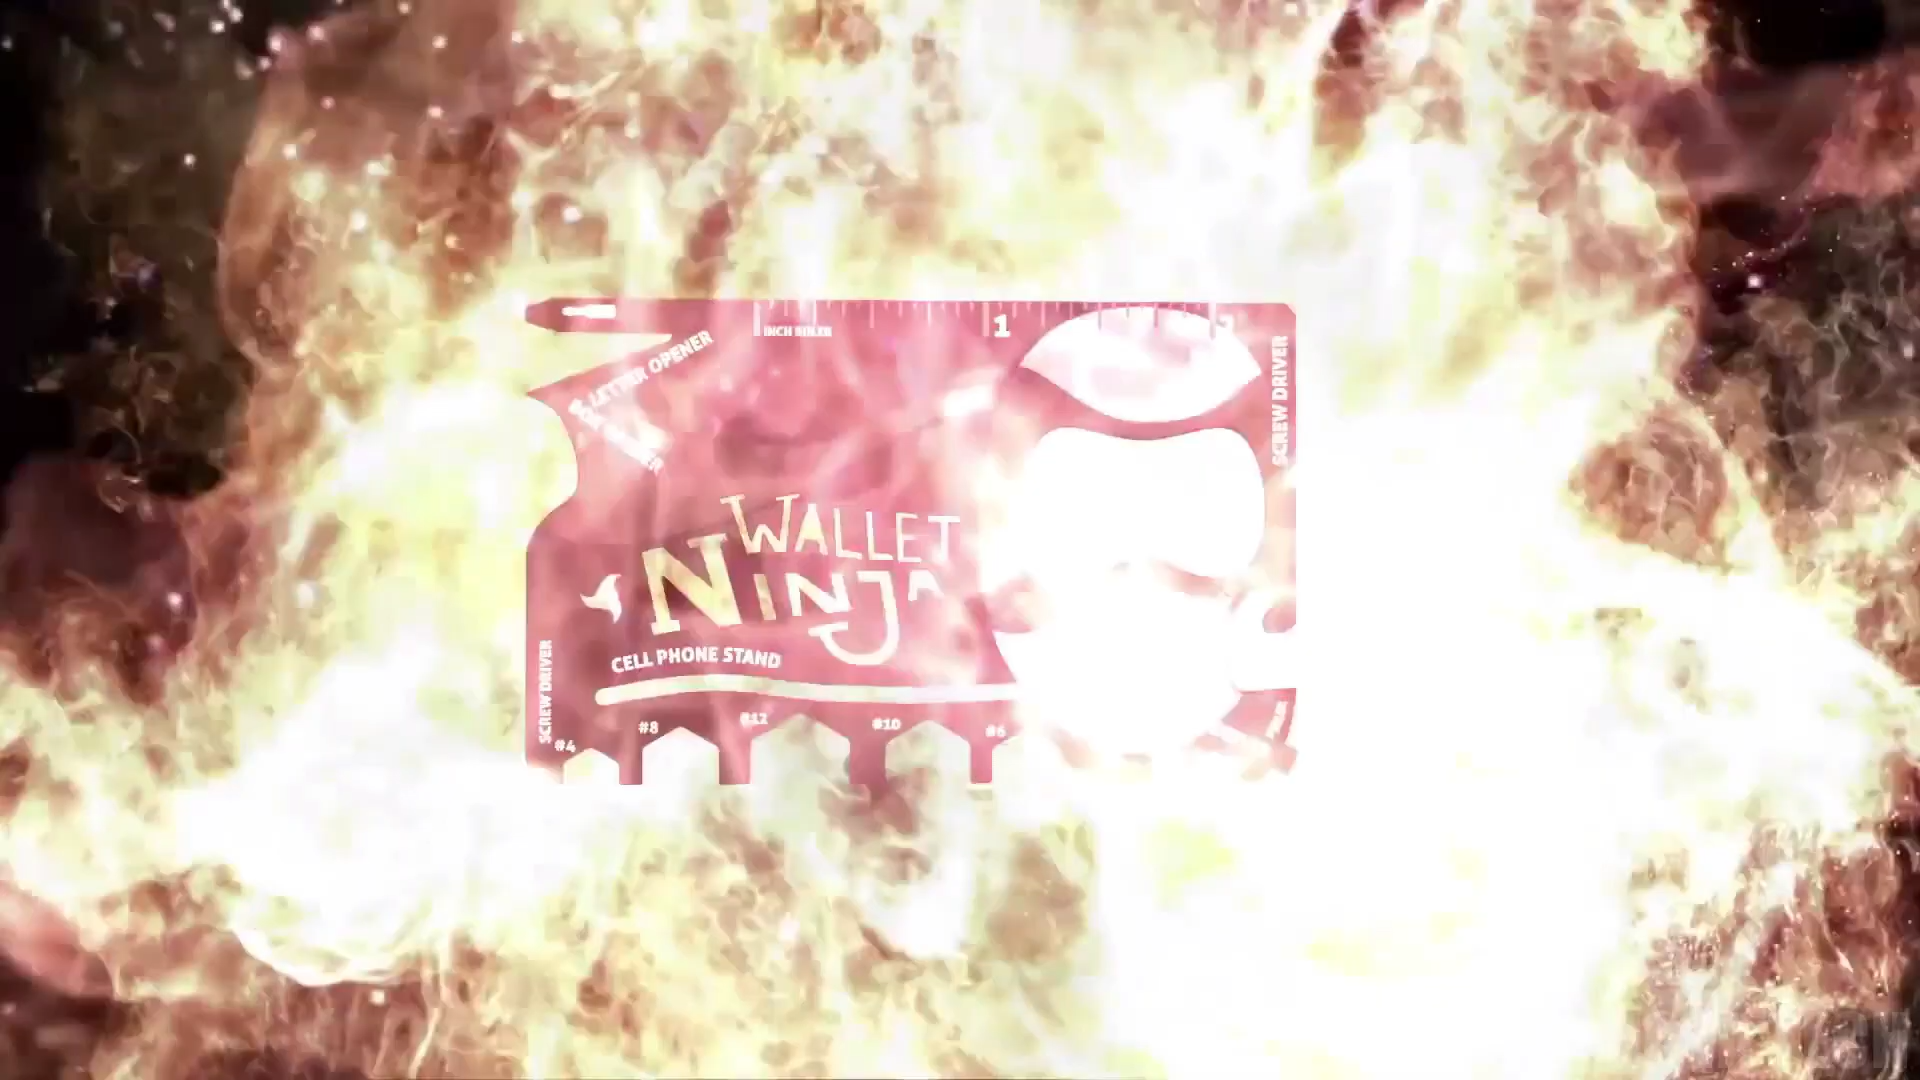 INCH RULER
1
2
LETTER OPENER
SCREW DRIVER
WALLET
NINJA
CELL PHONE STAND
SCREW DRIVER
#4
#8
#12
#10
#6